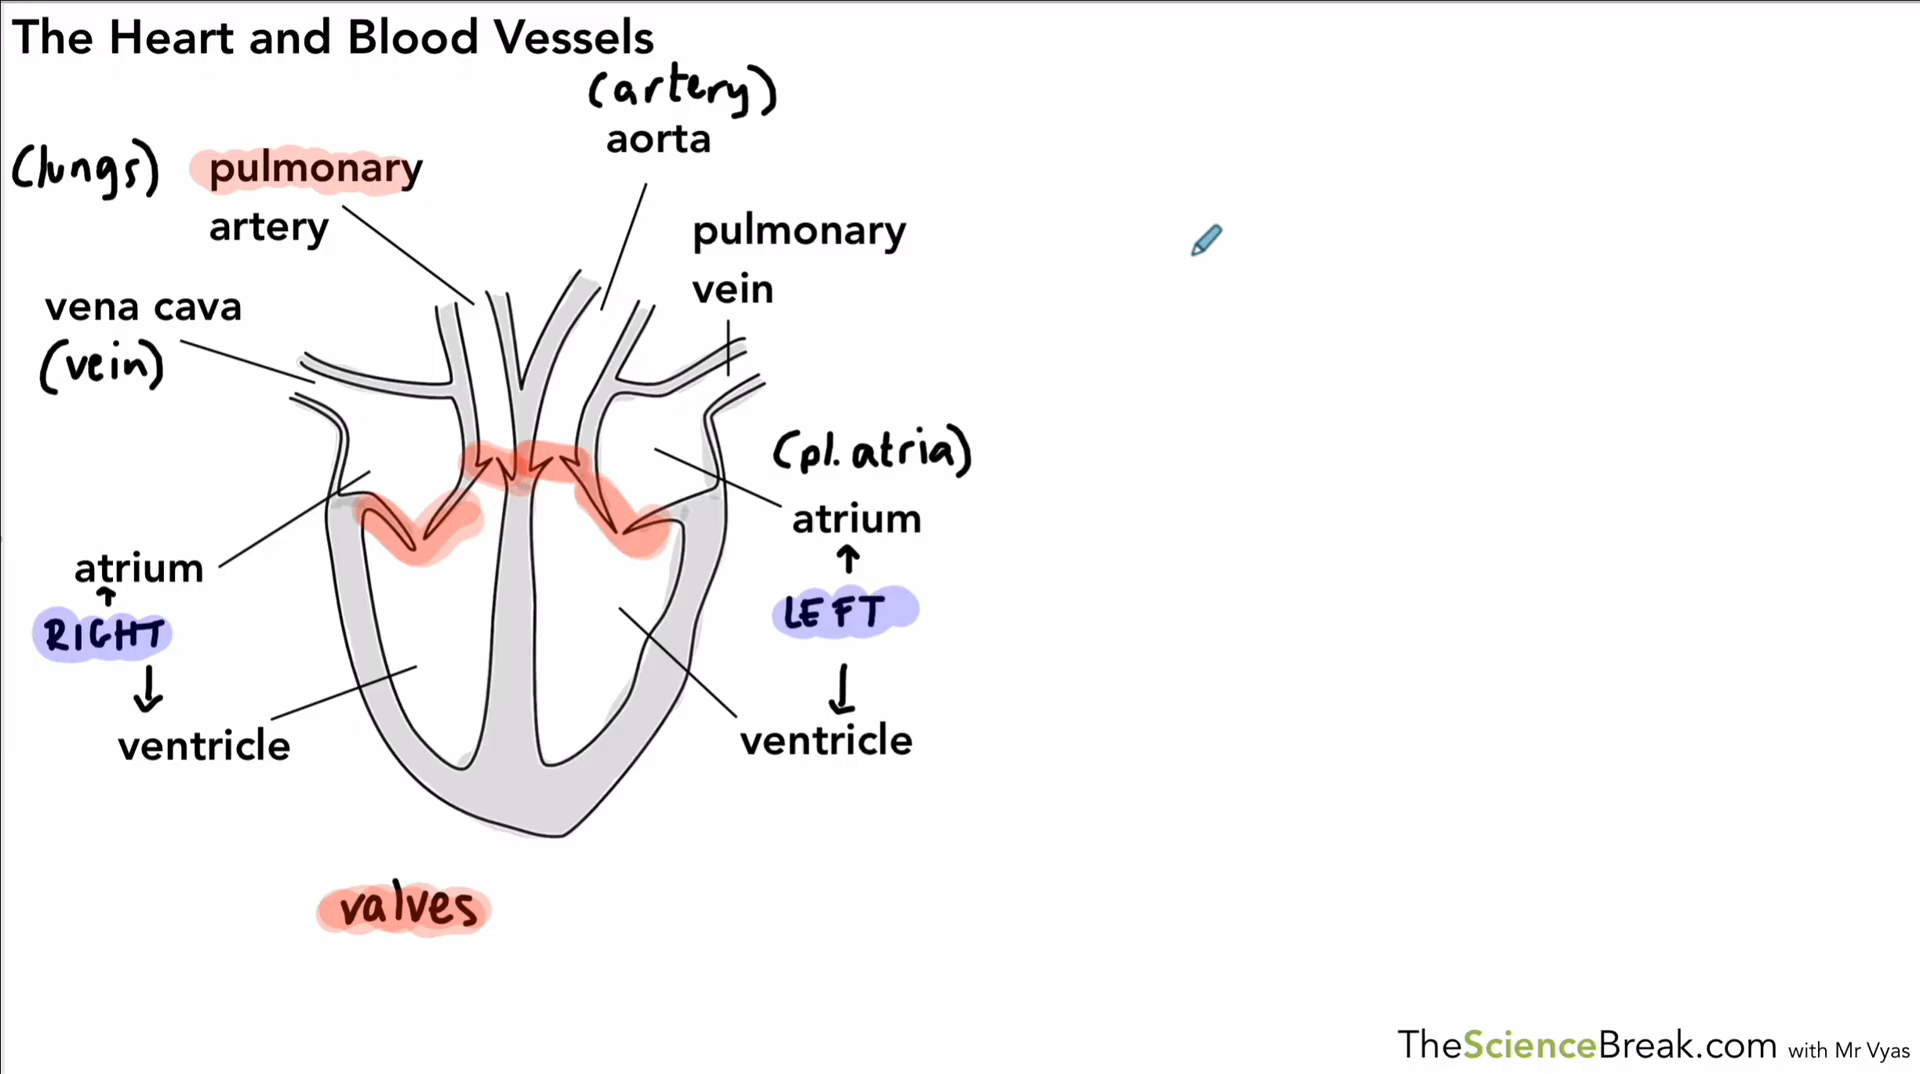 The Heart and Blood Vessels
(artery)
aorta
(lungs) pulmonary
artery
pulmonary
vein
vena cava
(vein)
(pl. atria)
atrium
atrium
RIGHT
LEFT
ventricle
ventricle
valves
TheScienceBreak.com with Mr Vyas